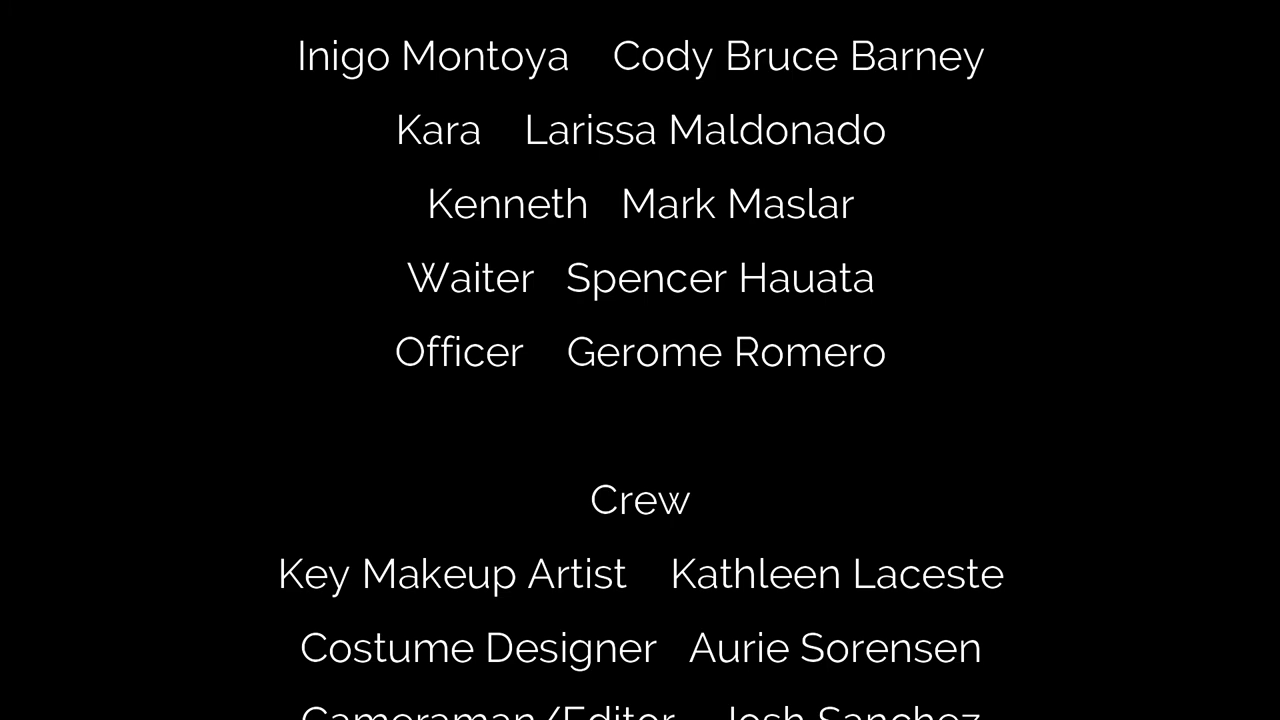 Inigo Montoya Cody Bruce Barney
Kara Larissa Maldonado
Kenneth Mark Maslar
Waiter Spencer Hauata
Officer Gerome Romero
Crew
Key Makeup Artist Kathleen Laceste
Costume Designer Aurie Sorensen
Cameraman/Editor Josh Sanchez